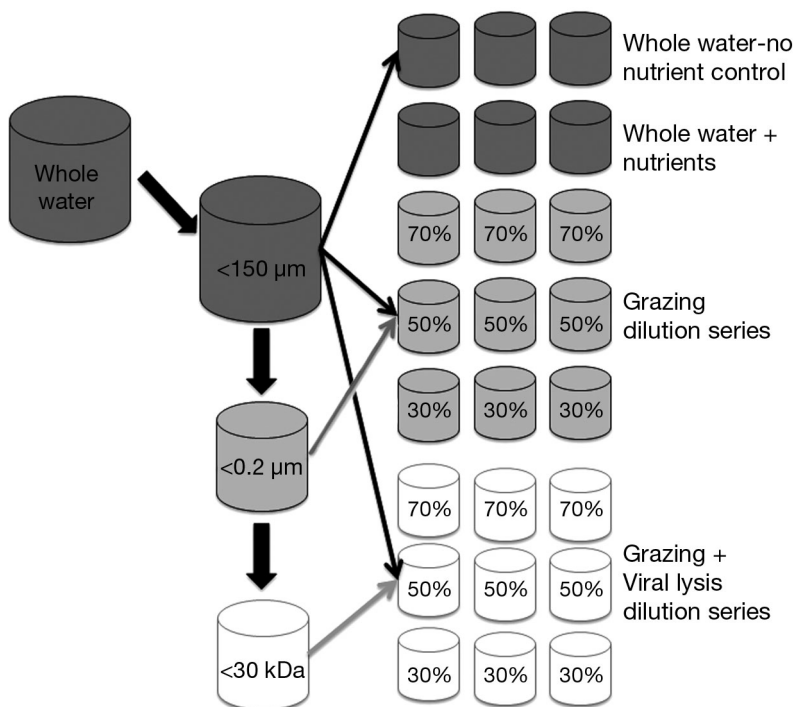 Whole
water
<150 µm
<0.2 µm
<30 kDa
Whole water-no
nutrient control
Whole water +
nutrients
70% 70% 70%
50% 50% 50%
Grazing
dilution series
30% 30% 30%
70% 70% 70%
50% 50% 50%
Grazing +
Viral lysis
dilution series
30% 30% 30%